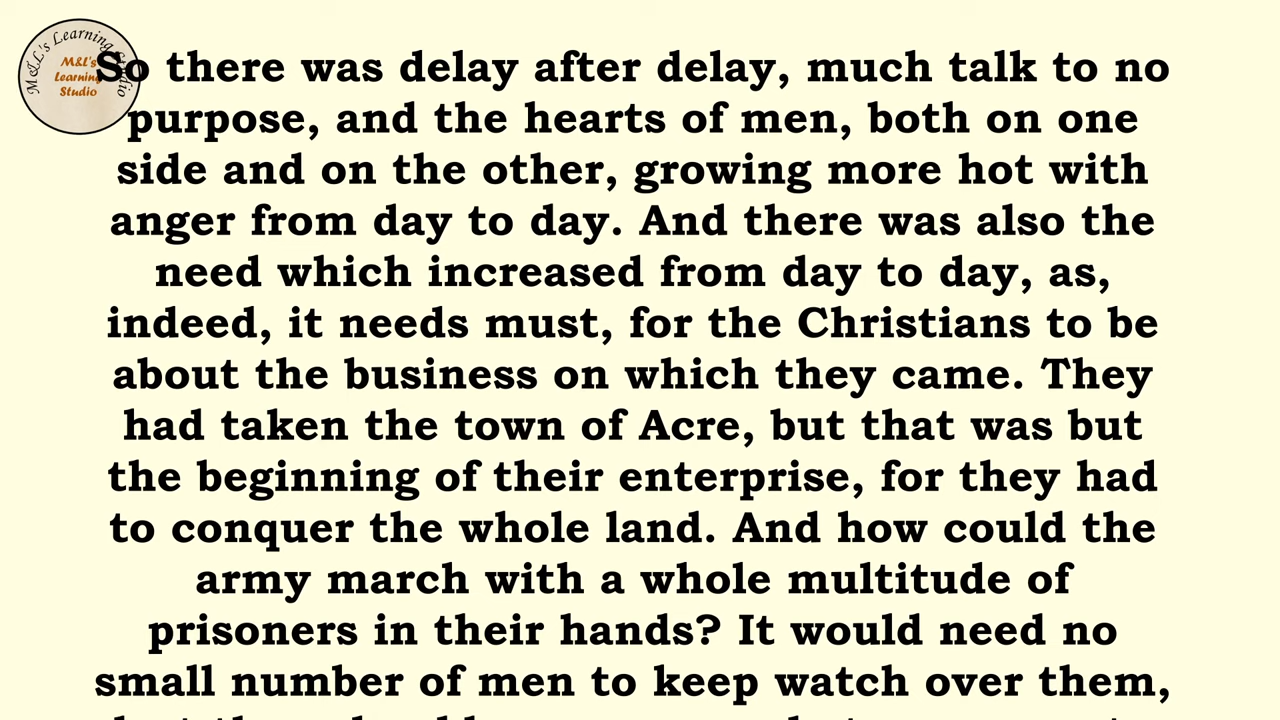 M&L's Learning Studio
M&L's
Learning
Studio
So there was delay after delay, much talk to no
purpose, and the hearts of men, both on one
side and on the other, growing more hot with
anger from day to day. And there was also the
need which increased from day to day, as,
indeed, it needs must, for the Christians to be
about the business on which they came. They
had taken the town of Acre, but that was but
the beginning of their enterprise, for they had
to conquer the whole land. And how could the
army march with a whole multitude of
prisoners in their hands? It would need no
small number of men to keep watch over them,